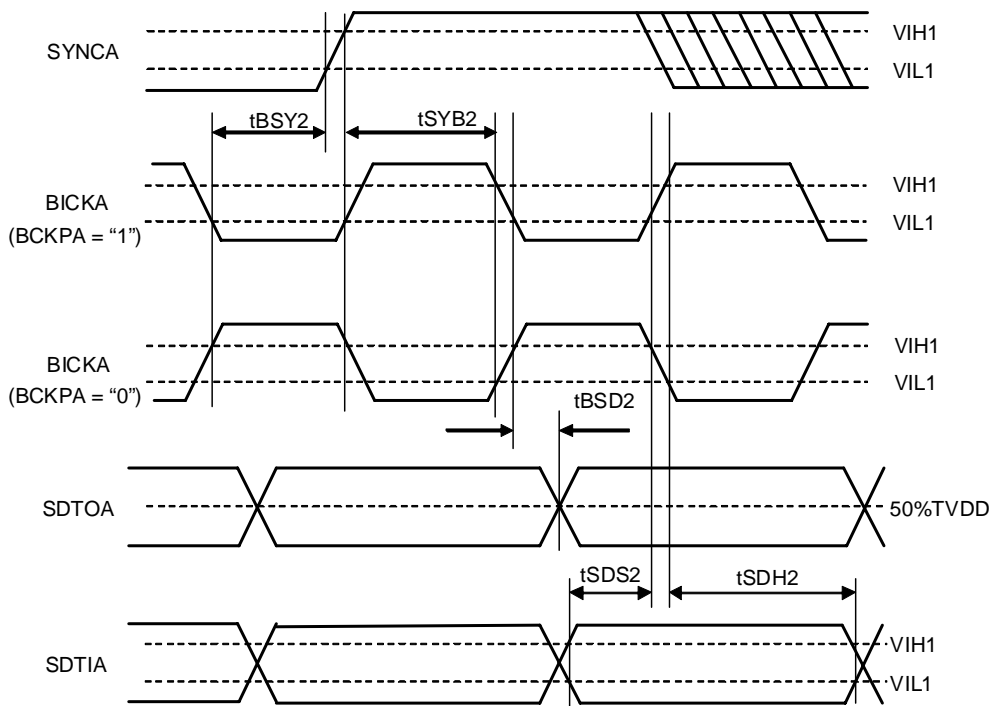 SYNCA
VIH1
VIL1
tBSY2
tSYB2
BICKA
(BCKPA = “1”)
VIH1
VIL1
BICKA
(BCKPA = “0”)
VIH1
VIL1
tBSD2
SDTOA
50%TVDD
tSDS2
tSDH2
SDTIA
VIH1
VIL1